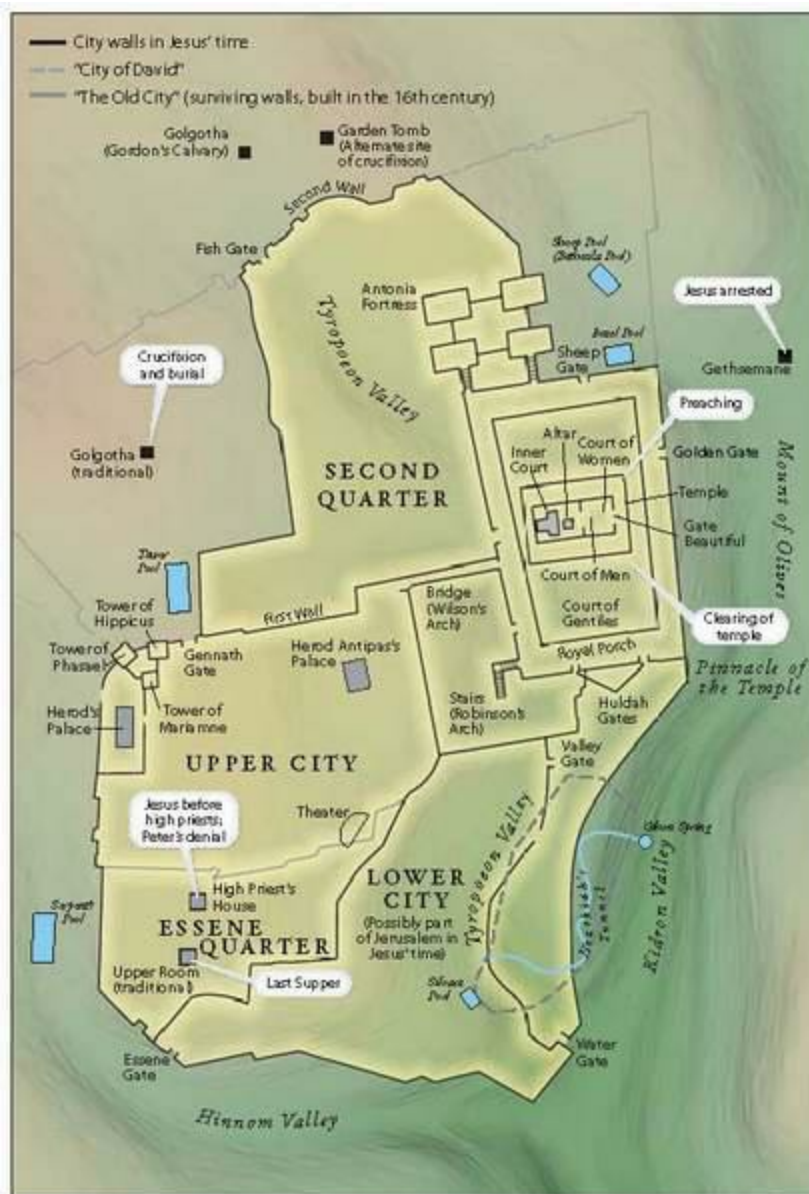 City walls in Jesus' time
"City of David"
"The Old City" (surviving walls, built in the 16th century)
Golgotha
(Gordon's Calvary)
Garden Tomb
(Alternate site
of crucifixion)
Second Wall
Fish Gate
Sheep Pool
(Bethesda Pool)
Antonia
Fortress
Tyropoeon Valley
Jesus arrested
Sheep
Gate
Gethsemane
Crucifixion
and burial
Preaching
Golgotha
(traditional)
Altar
Inner
Court
Court of
Women
Golden Gate
SECOND
QUARTER
Temple
Gate
Beautiful
Mount of Olives
Court of Men
Court of
Gentiles
Bridge
(Wilson's
Arch)
Clearing of
temple
First Wall
Tower of
Hippicus
Tower of
Phasael
Gennath
Gate
Herod Antipas's
Palace
Royal Porch
Pinnacle of
the Temple
Herod's
Palace
Tower of
Mariamne
Stairs
(Robinson's
Arch)
Huldah
Gates
UPPER CITY
Valley
Gate
Jesus before
high priests;
Peter's denial
Theater
Gihon Spring
Tyropoeon Valley
LOWER
CITY
(Possibly part
of Jerusalem in
Jesus' time)
Hezekiah's
Tunnel
Kidron Valley
High Priest's
House
ESSENE
QUARTER
Serpent
Pool
Upper Room
(traditional)
Last Supper
Siloam
Pool
Essene
Gate
Water
Gate
Hinnom Valley